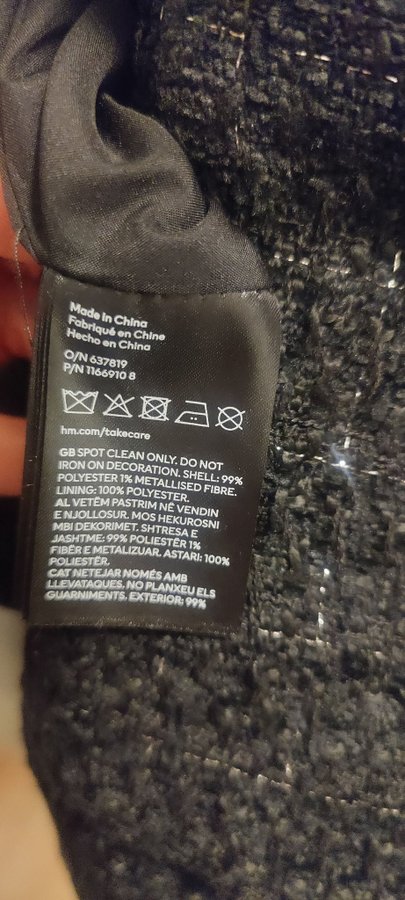 Made in China
Fabriqué en Chine
Hecho en China
O/N 637819
P/N 1166910 8
hm.com/takecare
GB SPOT CLEAN ONLY. DO NOT
IRON ON DECORATION. SHELL: 99%
POLYESTER 1% METALLISED FIBRE.
LINING: 100% POLYESTER.
AL VETËM PASTRIM NË VENDIN
E NJOLLOSUR. MOS HEKUROSNI
MBI DEKORIMET. SHTRESA E
JASHTME: 99% POLIESTËR 1%
FIBËR E METALIZUAR. ASTARI: 100%
POLIESTËR.
CAT NETEJAR NOMÉS AMB
LLEVATAQUES. NO PLANXEU ELS
GUARNIMENTS. EXTERIOR: 99%